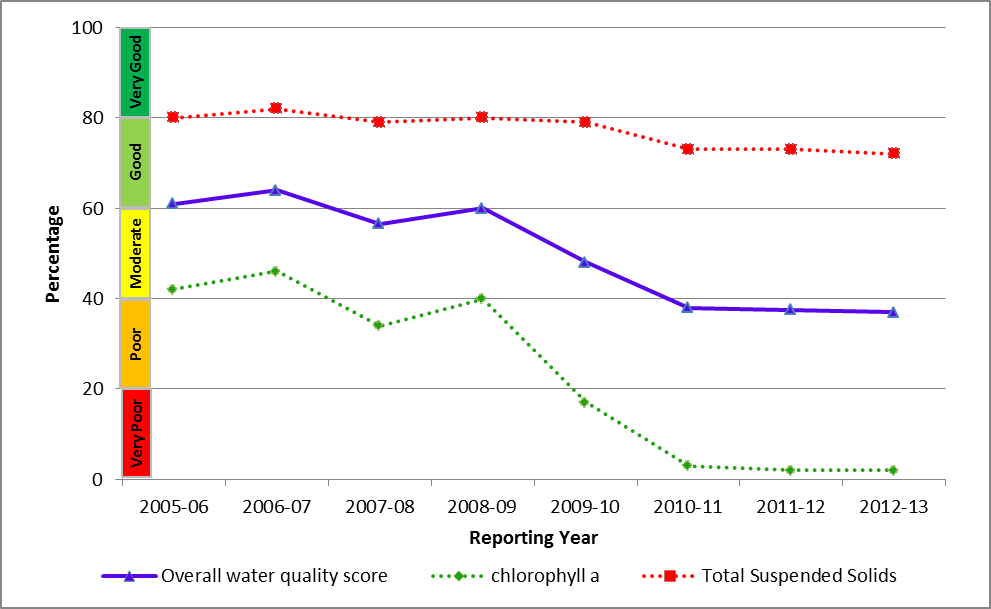 100
80
60
40
20
0
Percentage
Very Good
Good
Moderate
Poor
Very Poor
2005-06 2006-07 2007-08 2008-09 2009-10 2010-11 2011-12 2012-13
Reporting Year
Overall water quality score chlorophyll a Total Suspended Solids